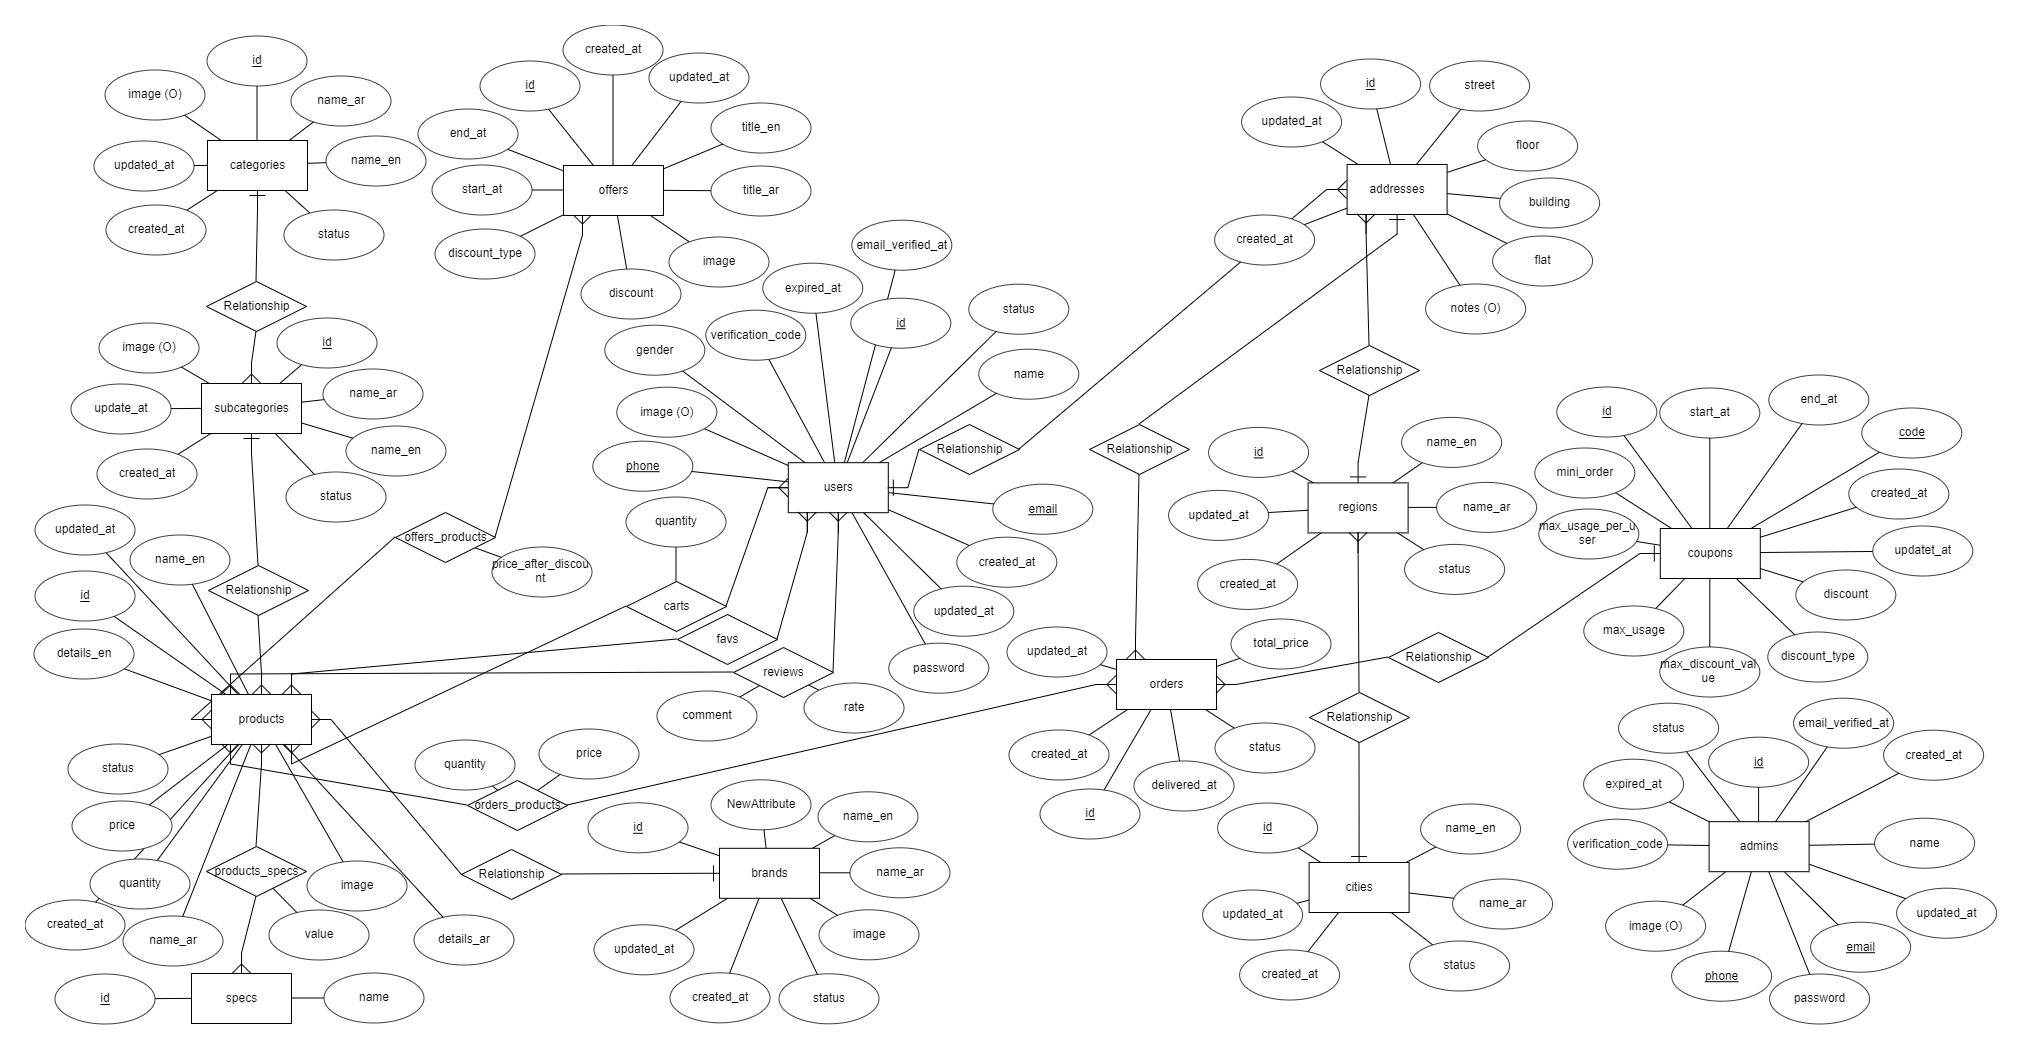 id
image (O)
name_ar
updated_at
categories
name_en
created_at
status
Relationship
image (O)
id
update_at
subcategories
name_ar
name_en
created_at
status
created_at
id
updated_at
end_at
title_en
start_at
offers
title_ar
discount_type
image
discount
offers_products
price_after_discou
nt
email_verified_at
expired_at
id
status
verification_code
gender
name
image (O)
phone
users
email
quantity
created_at
updated_at
password
carts
favs
reviews
comment
rate
Relationship
updated_at
name_en
id
Relationship
details_en
products
status
price
quantity
created_at
name_ar
products_specs
image
value
details_ar
id
specs
name
quantity
price
orders_products
Relationship
id
NewAttribute
name_en
brands
name_ar
updated_at
image
created_at
status
id
street
updated_at
floor
addresses
building
created_at
flat
notes (O)
Relationship
Relationship
id
name_en
updated_at
regions
name_ar
created_at
status
updated_at
total_price
orders
created_at
status
delivered_at
id
Relationship
Relationship
id
name_en
cities
name_ar
updated_at
created_at
status
id
start_at
end_at
code
mini_order
created_at
max_usage_per_u
ser
coupons
updatet_at
discount
max_usage
discount_type
max_discount_val
ue
status
email_verified_at
id
created_at
expired_at
verification_code
admins
name
image (O)
updated_at
email
phone
password